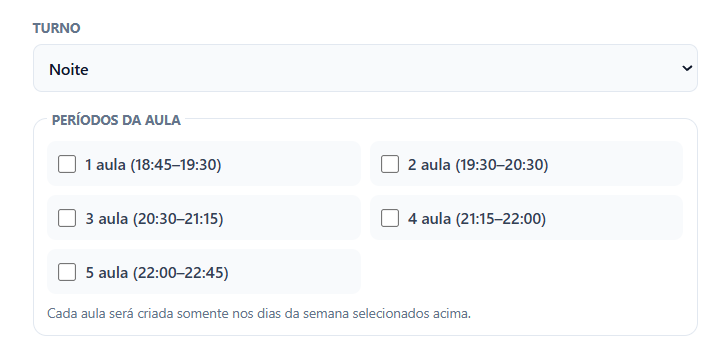 TURNO
Noite
PERÍODOS DA AULA
1 aula (18:45–19:30)
2 aula (19:30–20:30)
3 aula (20:30–21:15)
4 aula (21:15–22:00)
5 aula (22:00–22:45)
Cada aula será criada somente nos dias da semana selecionados acima.